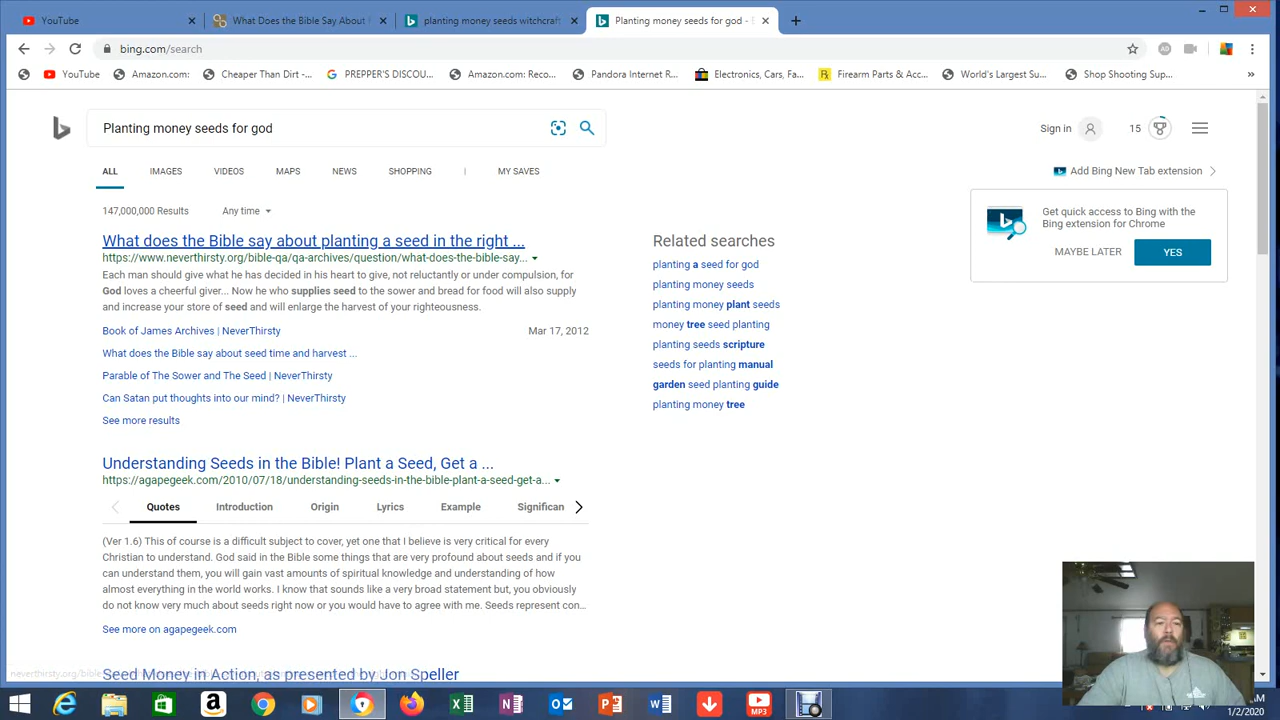 YouTube
What Does the Bible Say About
planting money seeds witchcraft
Planting money seeds for god -
bing.com/search
YouTube
Amazon.com:
Cheaper Than Dirt -...
PREPPER'S DISCOU...
Amazon.com: Reco...
Pandora Internet R...
Electronics, Cars, Fa...
Firearm Parts & Acc...
World's Largest Su...
Shop Shooting Sup...
»
Planting money seeds for god
Sign in
15
ALL
IMAGES
VIDEOS
MAPS
NEWS
SHOPPING
MY SAVES
Add Bing New Tab extension
147,000,000 Results
Any time
Get quick access to Bing with the
Bing extension for Chrome
MAYBE LATER
YES
What does the Bible say about planting a seed in the right ...
https://www.neverthirsty.org/bible-qa/qa-archives/question/what-does-the-bible-say...
Each man should give what he has decided in his heart to give, not reluctantly or under compulsion, for
God loves a cheerful giver... Now he who supplies seed to the sower and bread for food will also supply
and increase your store of seed and will enlarge the harvest of your righteousness.
Book of James Archives | NeverThirsty
Mar 17, 2012
What does the Bible say about seed time and harvest ...
Parable of The Sower and The Seed | NeverThirsty
Can Satan put thoughts into our mind? | NeverThirsty
See more results
Related searches
planting a seed for god
planting money seeds
planting money plant seeds
money tree seed planting
planting seeds scripture
seeds for planting manual
garden seed planting guide
planting money tree
Understanding Seeds in the Bible! Plant a Seed, Get a ...
https://agapegeek.com/2010/07/18/understanding-seeds-in-the-bible-plant-a-seed-get-a...
Quotes
Introduction
Origin
Lyrics
Example
Significan
(Ver 1.6) This of course is a difficult subject to cover, yet one that I believe is very critical for every
Christian to understand. God said in the Bible some things that are very profound about seeds and if you
can understand them, you will gain vast amounts of spiritual knowledge and understanding of how
almost everything in the world works. I know that sounds like a very broad statement but, you obviously
do not know very much about seeds right now or you would have to agree with me. Seeds represent con...
See more on agapegeek.com
Seed Money in Action, as presented by Jon Speller
MP3
AM
1/2/2020